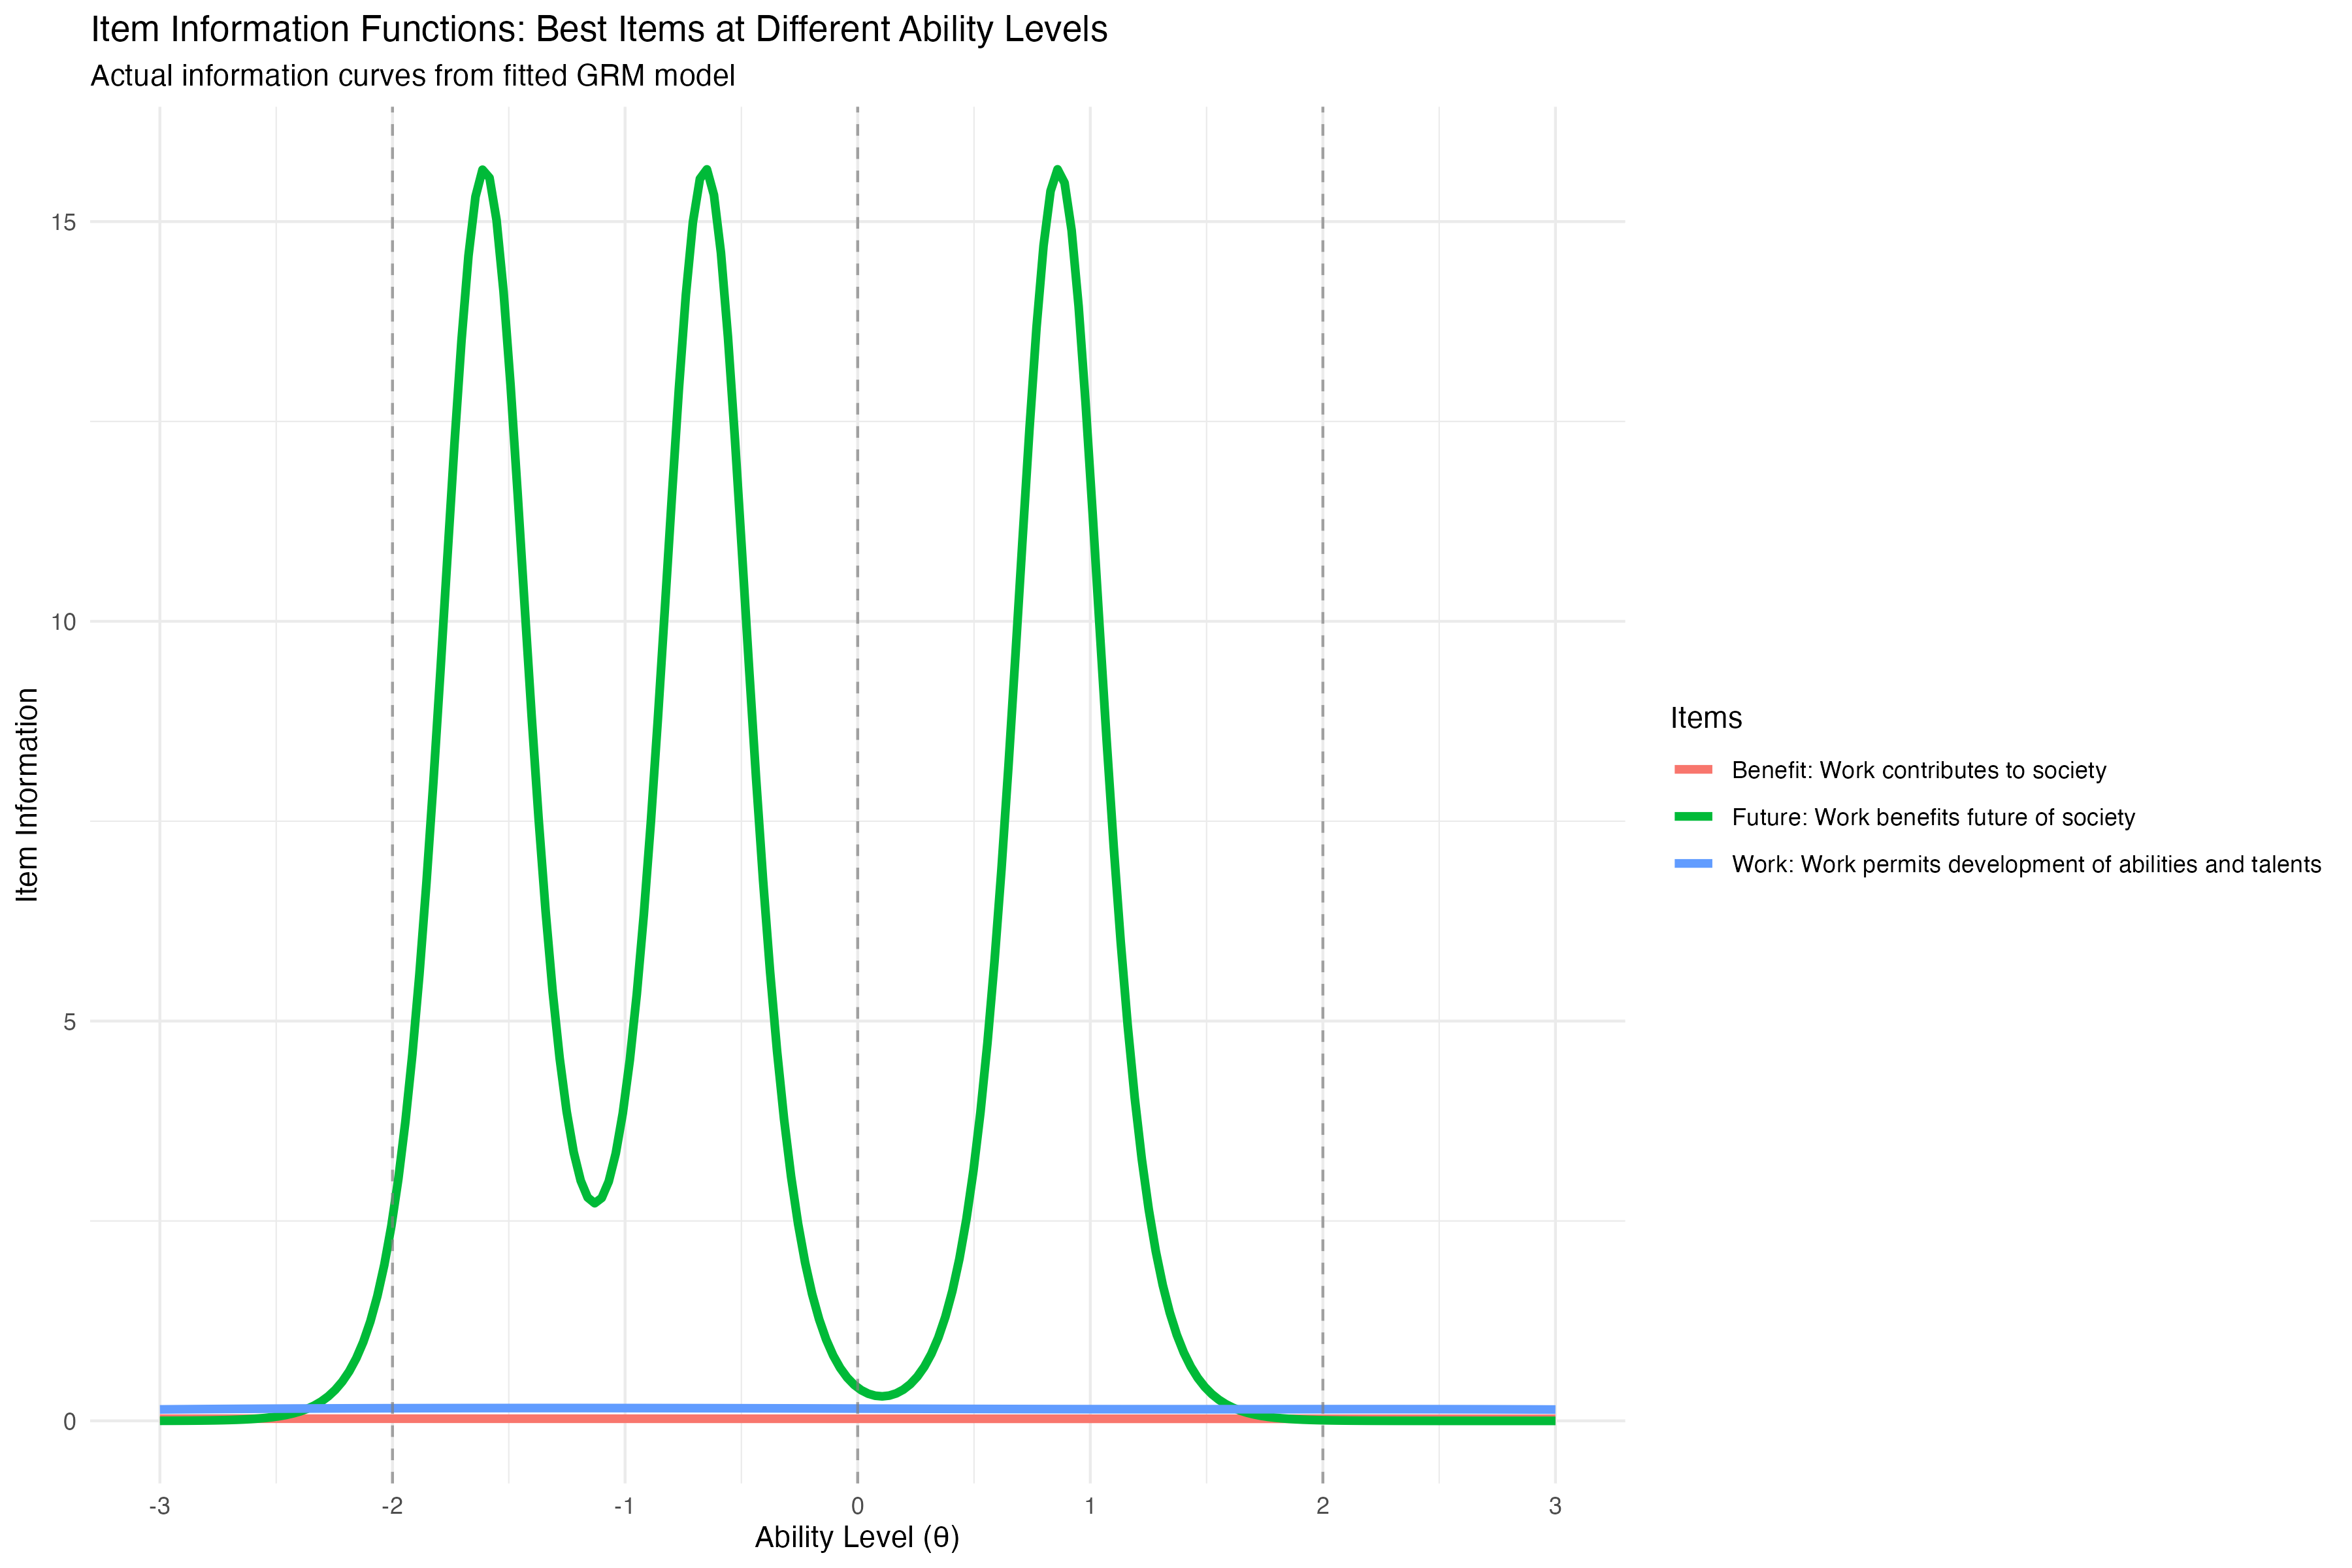 Item Information Functions: Best Items at Different Ability Levels
Actual information curves from fitted GRM model
15
10
5
0
Item Information
-3
-2
-1
0
1
2
3
Ability Level (θ)
Items
Benefit: Work contributes to society
Future: Work benefits future of society
Work: Work permits development of abilities and talents